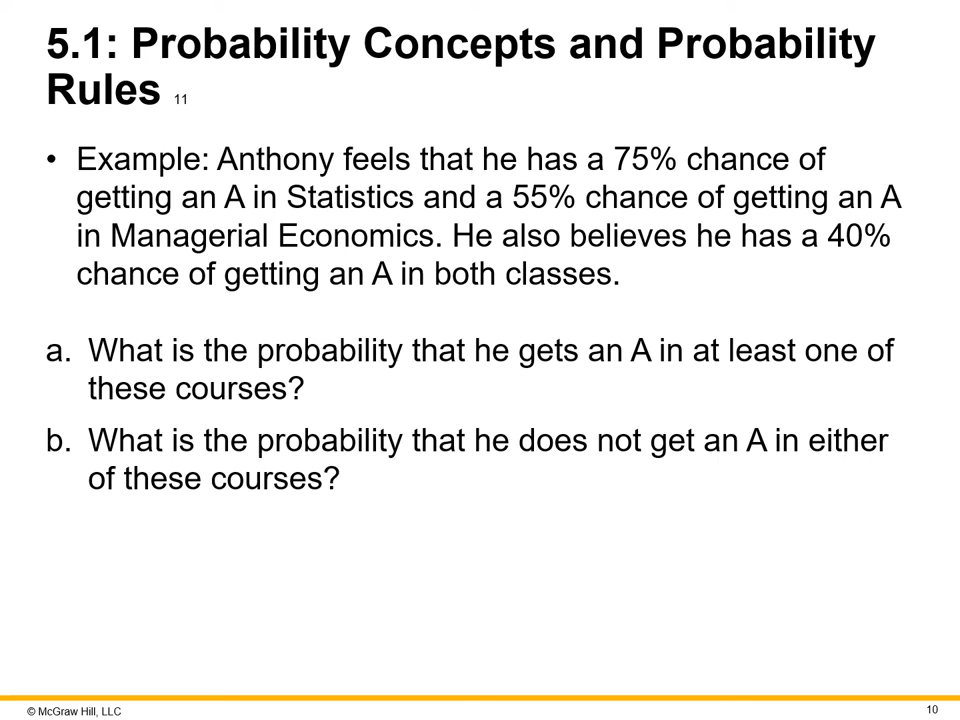 5.1: Probability Concepts and Probability
Rules 11
• Example: Anthony feels that he has a 75% chance of
getting an A in Statistics and a 55% chance of getting an A
in Managerial Economics. He also believes he has a 40%
chance of getting an A in both classes.
a. What is the probability that he gets an A in at least one of
these courses?
b. What is the probability that he does not get an A in either
of these courses?
© McGraw Hill, LLC
10